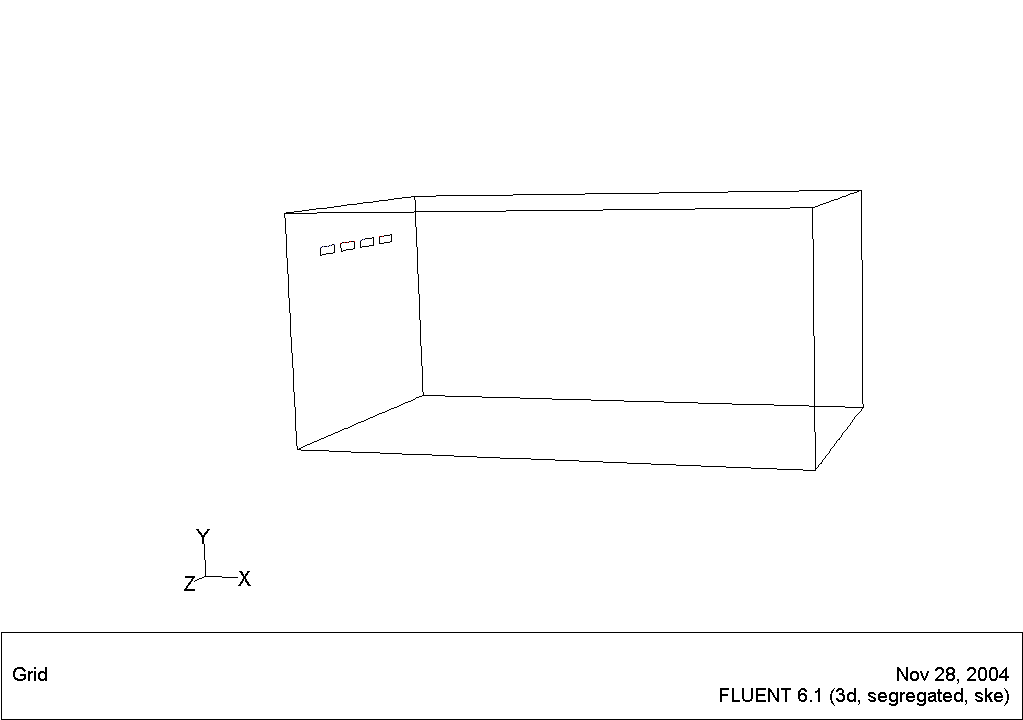 Y
Z X
Grid
Nov 28, 2004
FLUENT 6.1 (3d, segregated, ske)